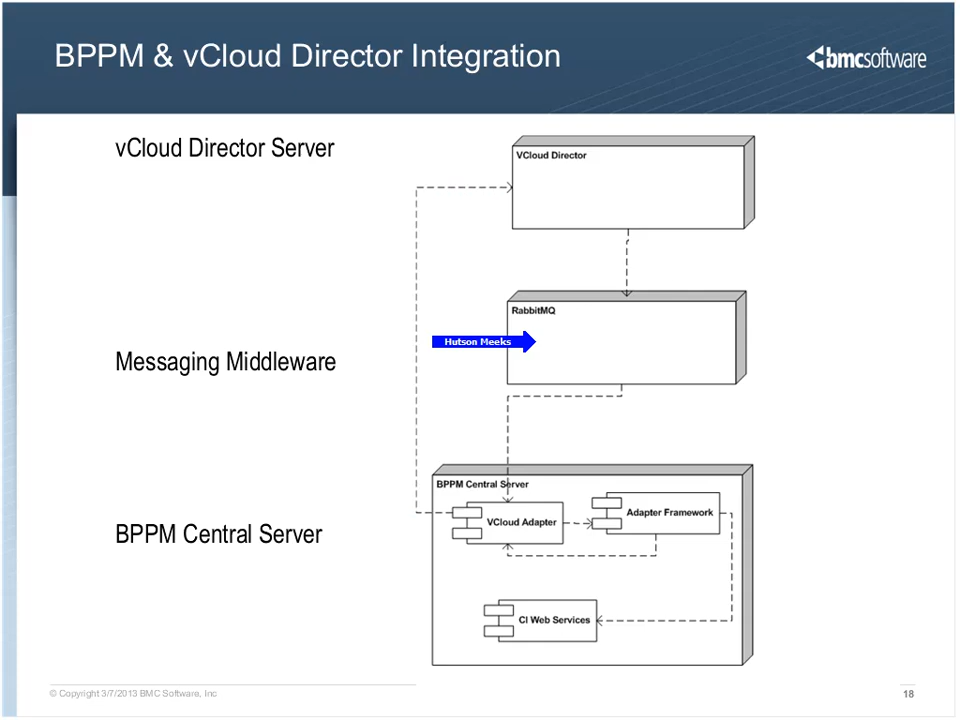 BPPM & vCloud Director Integration
bmcsoftware
vCloud Director Server
VCloud Director
RabbitMQ
Hutson Meeks
Messaging Middleware
BPPM Central Server
VCloud Adapter
Adapter Framework
BPPM Central Server
CI Web Services
© Copyright 3/7/2013 BMC Software, Inc
18